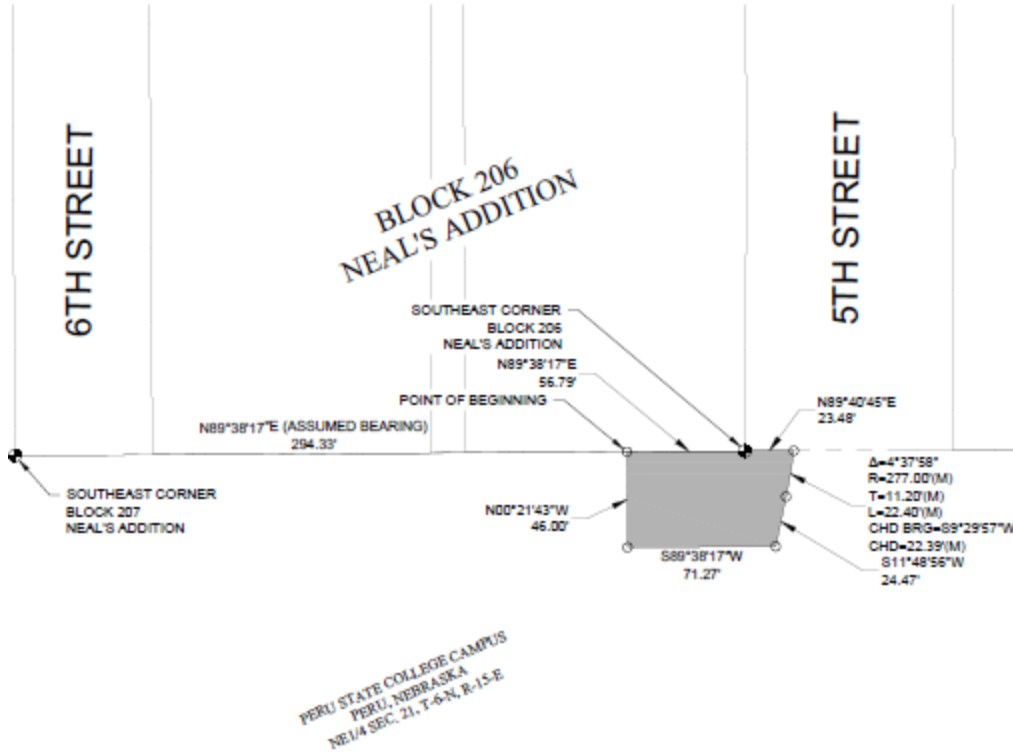 6TH STREET
BLOCK 206
NEAL'S ADDITION
5TH STREET
SOUTHEAST CORNER
BLOCK 206
NEAL'S ADDITION
N89°38'17"E
56.79'
POINT OF BEGINNING
N89°40'45"E
23.48'
N89°38'17"E (ASSUMED BEARING)
294.33'
SOUTHEAST CORNER
BLOCK 207
NEAL'S ADDITION
N00°21'43"W
46.00'
Δ=4°37'58"
R=277.00'(M)
T=11.20'(M)
L=22.40'(M)
CHD BRG=S9°29'57"W
CHD=22.39'(M)
S11°48'56"W
24.47'
S89°38'17"W
71.27'
PERU STATE COLLEGE CAMPUS
PERU, NEBRASKA
NE1/4 SEC. 21, T-6-N, R-15-E